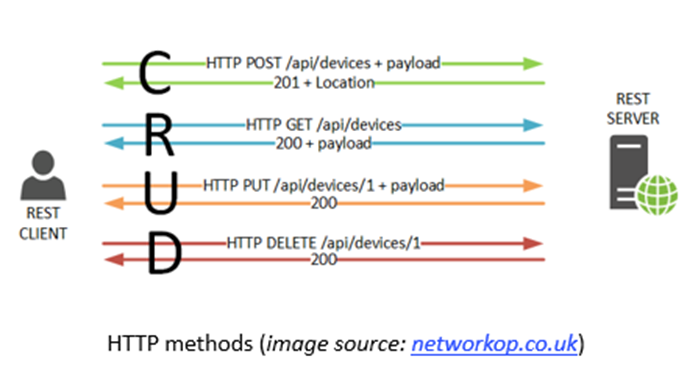 C
HTTP POST /api/devices + payload
201 + Location
R
HTTP GET /api/devices
200 + payload
U
HTTP PUT /api/devices/1 + payload
200
D
HTTP DELETE /api/devices/1
200
REST
CLIENT
REST
SERVER
HTTP methods (image source: networkop.co.uk)